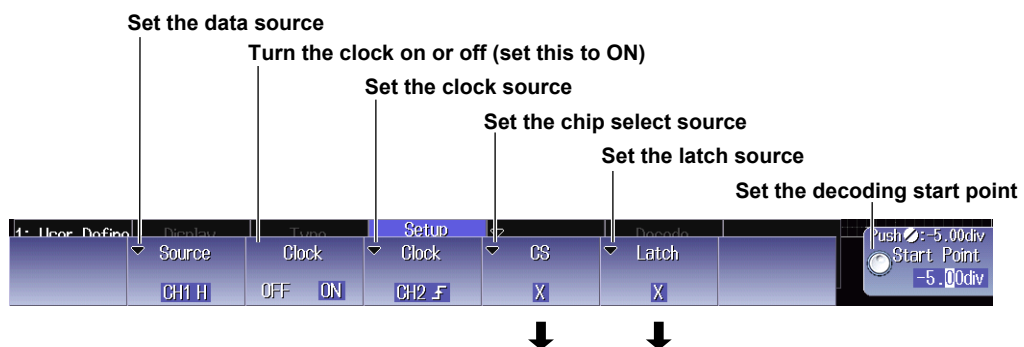 Set the data source
Turn the clock on or off (set this to ON)
Set the clock source
Set the chip select source
Set the latch source
Set the decoding start point
1: User Define Display Type Setup Decode
Source Clock Clock CS Latch
CH1 H OFF ON CH2 X X
Push :-5.00div
Start Point
-5.00div